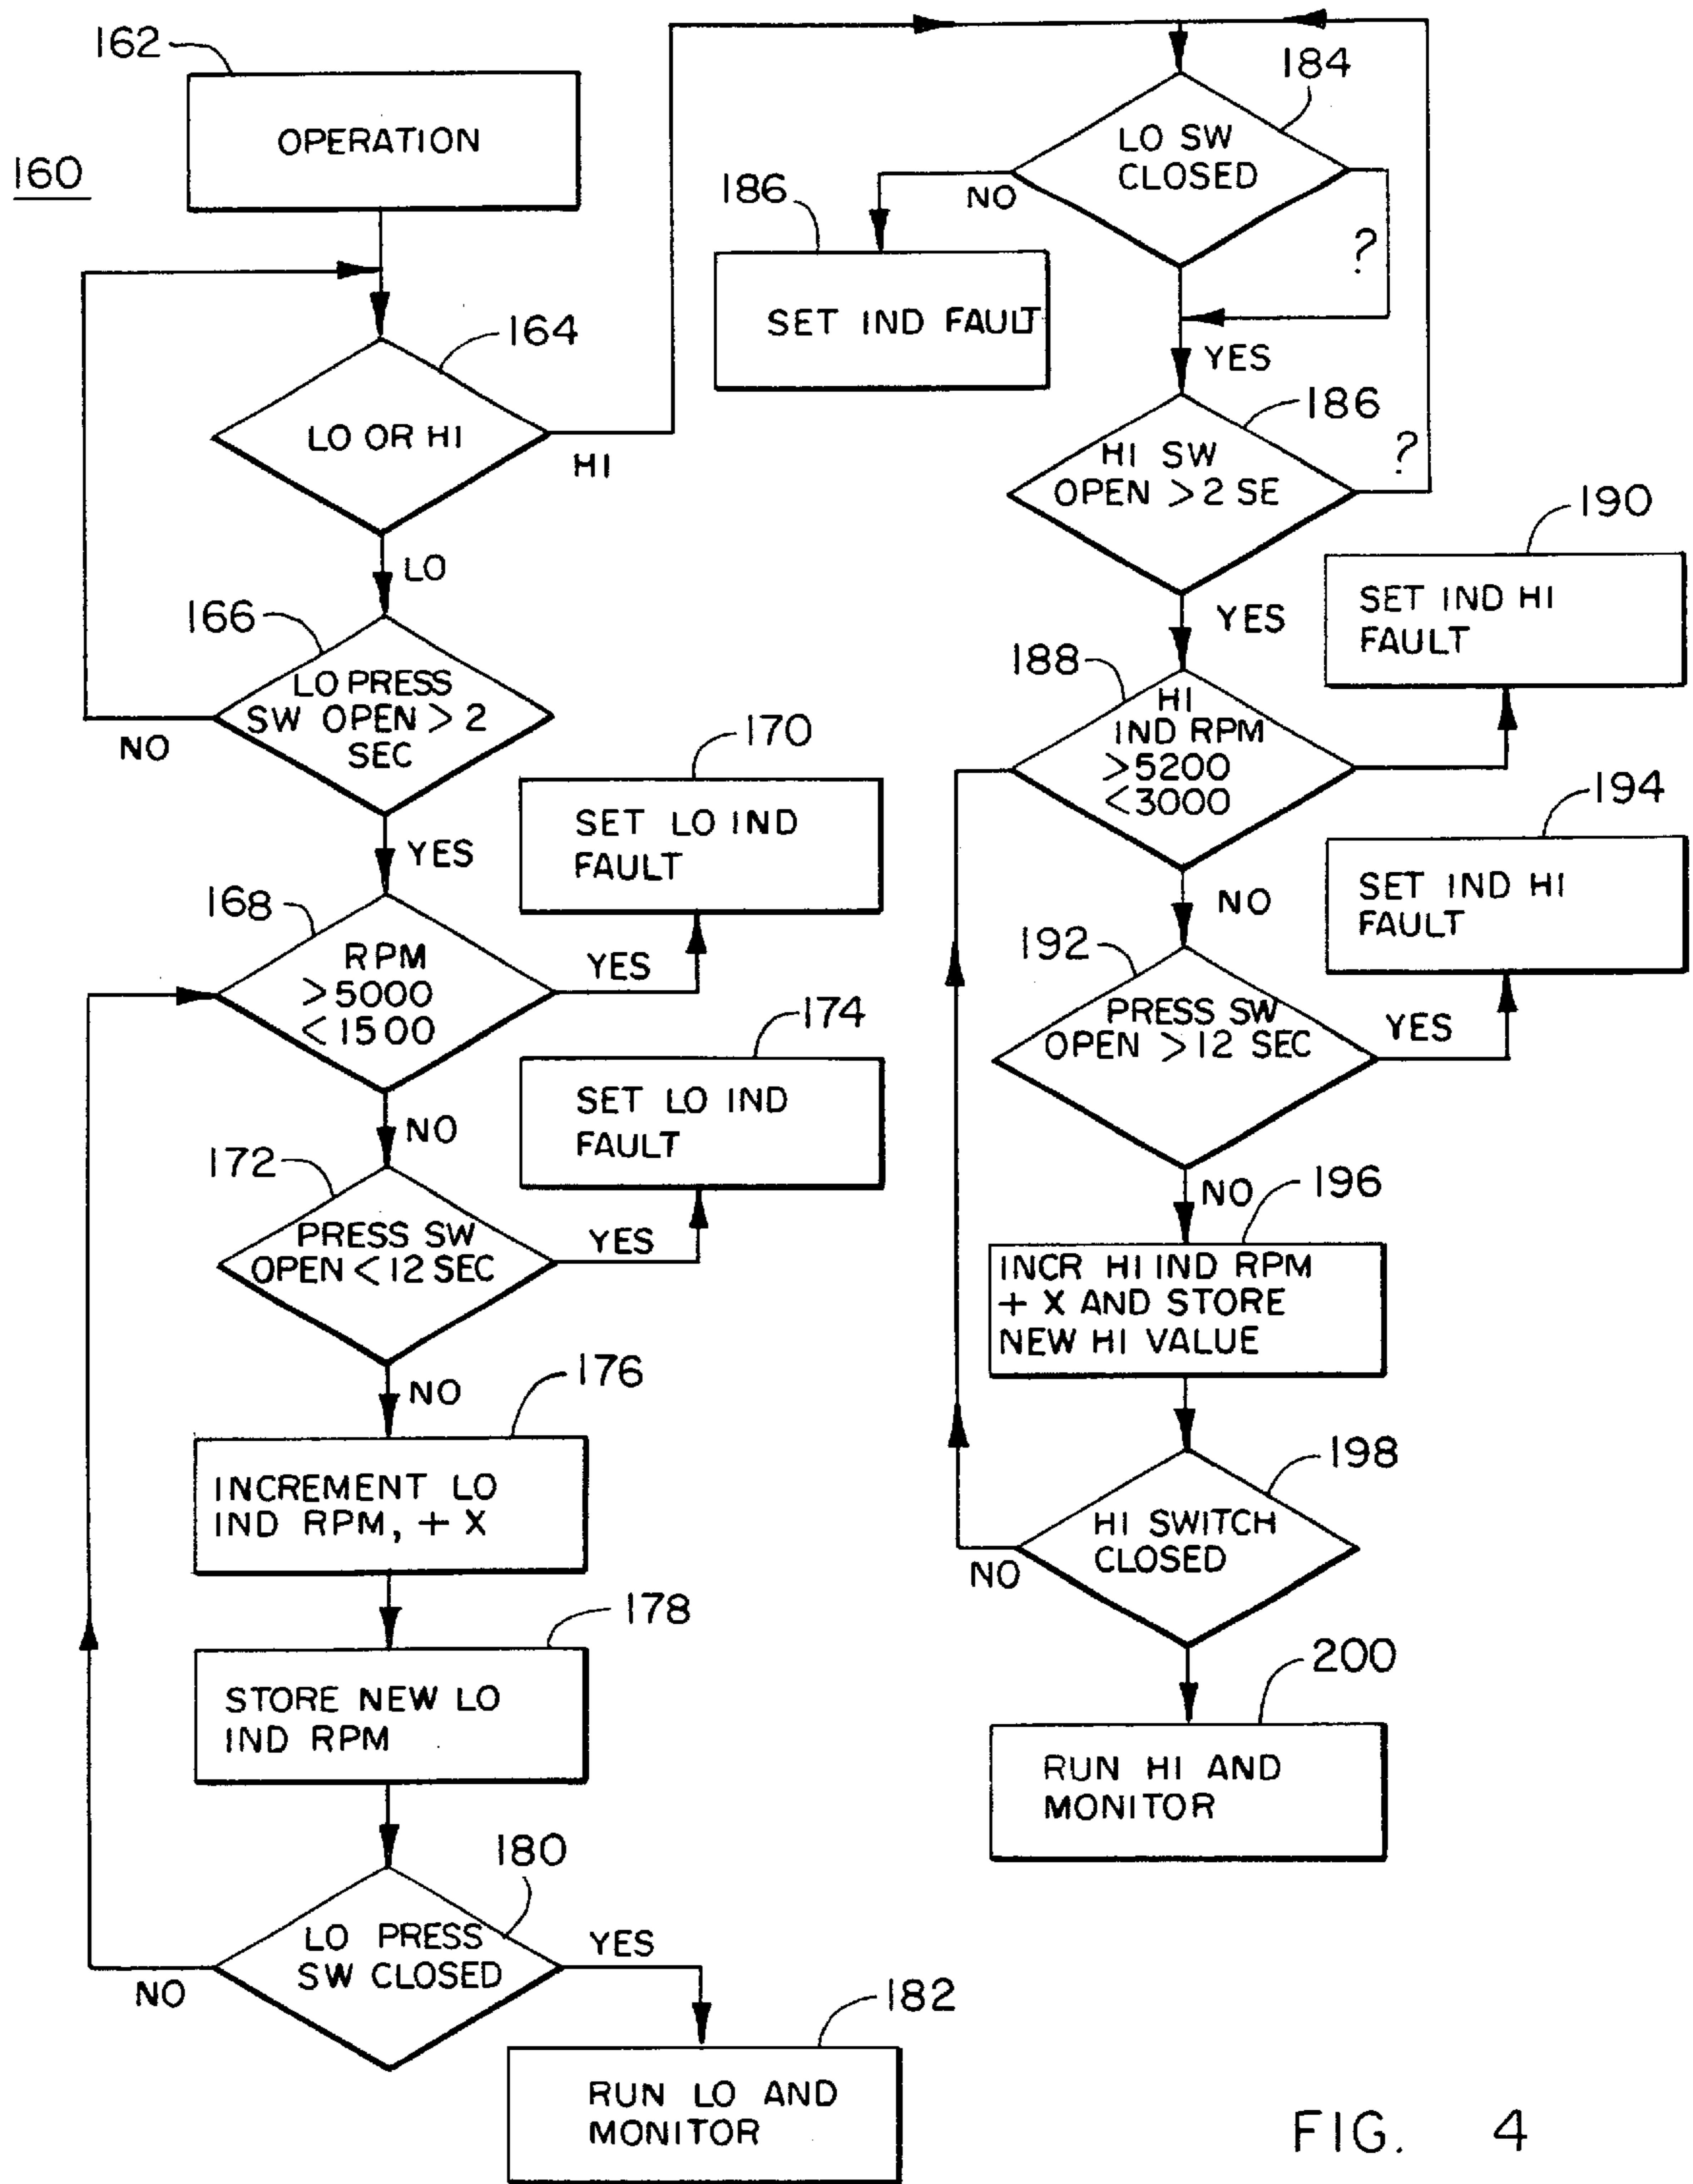 162
OPERATION
160
164
LO OR HI
HI
LO
166
LO PRESS
SW OPEN > 2
SEC
NO
YES
168
RPM
>5000
<1500
YES
170
SET LO IND
FAULT
NO
172
PRESS SW
OPEN < 12 SEC
YES
174
SET LO IND
FAULT
NO
176
INCREMENT LO
IND RPM, + X
178
STORE NEW LO
IND RPM
180
LO PRESS
SW CLOSED
NO
YES
182
RUN LO AND
MONITOR
184
LO SW
CLOSED
NO
?
186
SET IND FAULT
YES
186
HI SW
OPEN > 2 SE
?
YES
188
HI
IND RPM
>5200
<3000
190
SET IND HI
FAULT
NO
192
PRESS SW
OPEN > 12 SEC
YES
194
SET IND HI
FAULT
NO
196
INCR HI IND RPM
+ X AND STORE
NEW HI VALUE
198
HI SWITCH
CLOSED
NO
200
RUN HI AND
MONITOR
FIG. 4